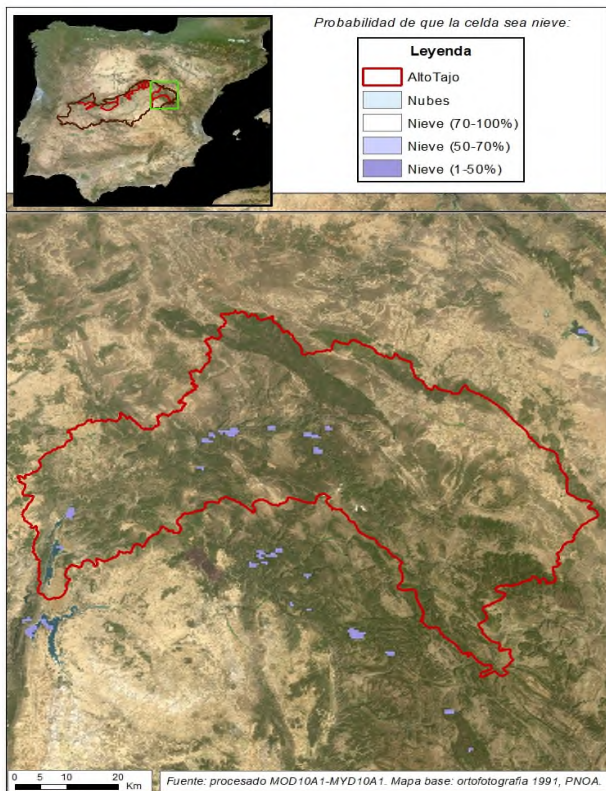 Probabilidad de que la celda sea nieve:
Leyenda
AltoTajo
Nubes
Nieve (70-100%)
Nieve (50-70%)
Nieve (1-50%)
0 5 10 20
Km
Fuente: procesado MOD10A1-MYD10A1. Mapa base: ortofotografia 1991, PNOA.